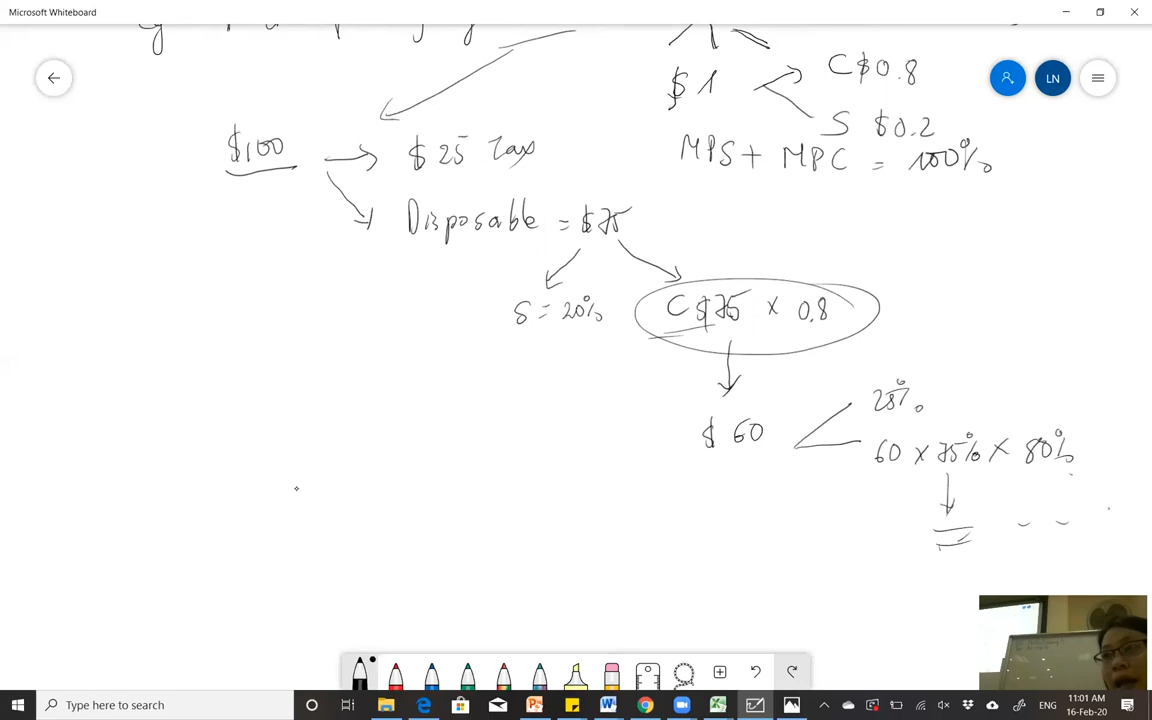 Microsoft Whiteboard
LN
$1
C $0.8
S $0.2
MPS + MPC = 100%
$100
$25 Tax
Disposable = $75
S = 20%
C $75 × 0.8
$60
25%
60 × 75% × 80%
Type here to search
ENG
11:01 AM
16-Feb-20